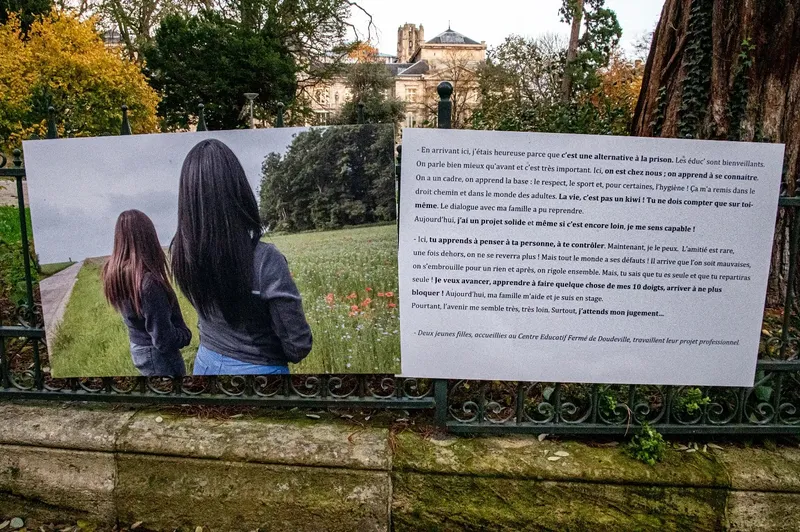 - En arrivant ici, j'étais heureuse parce que c'est une alternative à la prison. Les éduc' sont bienveillants.
On parle bien mieux qu'avant et c'est très important. Ici, on est chez nous ; on apprend à se connaître.
On a un cadre, on apprend la base : le respect, le sport et, pour certaines, l'hygiène ! Ça m'a remis dans le
droit chemin et dans le monde des adultes. La vie, c'est pas un kiwi ! Tu ne dois compter que sur toi-
même. Le dialogue avec ma famille a pu reprendre.
Aujourd'hui, j'ai un projet solide et même si c'est encore loin, je me sens capable !
- Ici, tu apprends à penser à ta personne, à te contrôler. Maintenant, je le peux. L'amitié est rare,
une fois dehors, on ne se reverra plus ! Mais tout le monde a ses défauts ! Il arrive que l'on soit mauvaises,
on s'embrouille pour un rien et après, on rigole ensemble. Mais, tu sais que tu es seule et que tu repartiras
seule ! Je veux avancer, apprendre à faire quelque chose de mes 10 doigts, arriver à ne plus
bloquer ! Aujourd'hui, ma famille m'aide et je suis en stage.
Pourtant, l'avenir me semble très, très loin. Surtout, j'attends mon jugement...
- Deux jeunes filles, accueillies au Centre Educatif Fermé de Doudeville, travaillent leur projet professionnel.